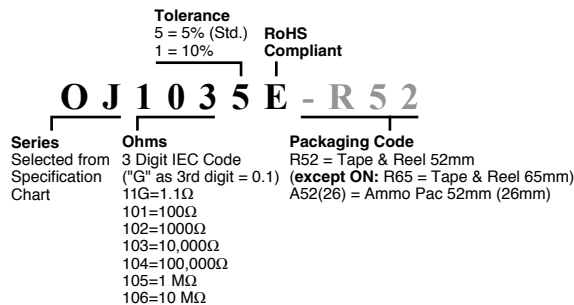 Tolerance
5 = 5% (Std.)
1 = 10%
RoHS
Compliant
O J 1 0 3 5 E - R 5 2
Series
Selected from
Specification
Chart
Ohms
3 Digit IEC Code
("G" as 3rd digit = 0.1)
11G=1.1Ω
101=100Ω
102=1000Ω
103=10,000Ω
104=100,000Ω
105=1 MΩ
106=10 MΩ
Packaging Code
R52 = Tape & Reel 52mm
(except ON: R65 = Tape & Reel 65mm)
A52(26) = Ammo Pac 52mm (26mm)